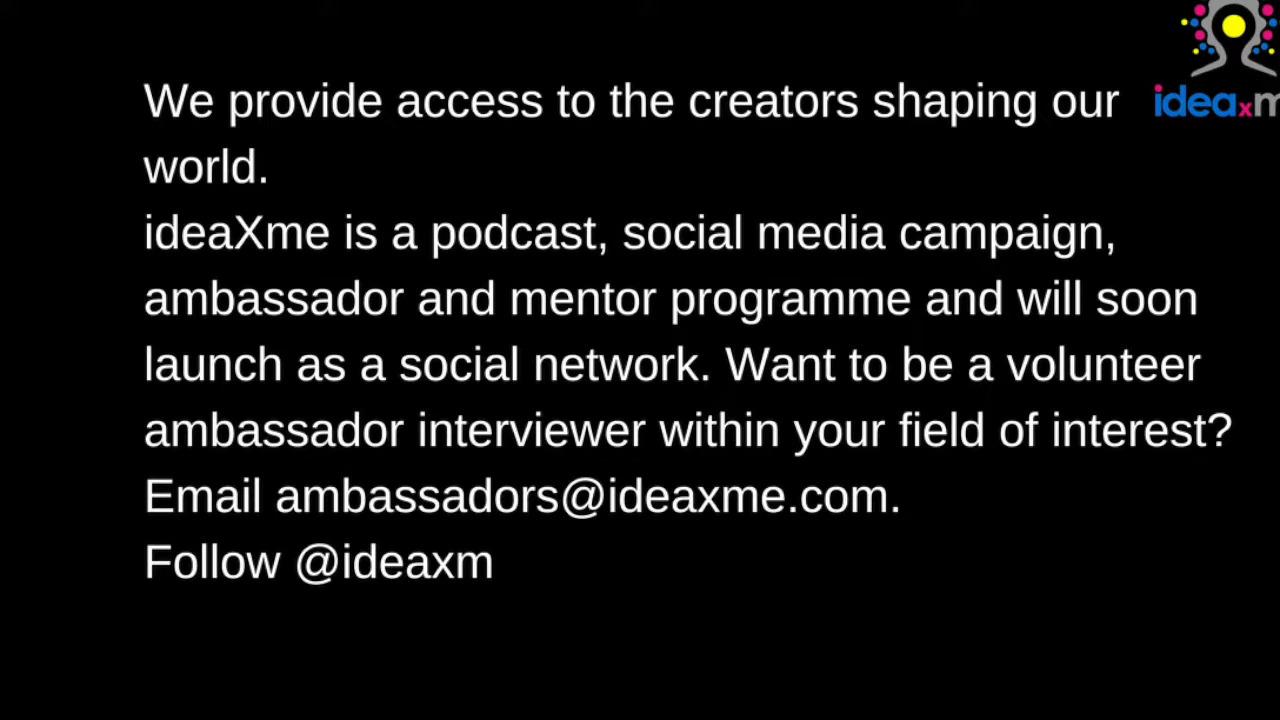 We provide access to the creators shaping our
world.
ideaXme is a podcast, social media campaign,
ambassador and mentor programme and will soon
launch as a social network. Want to be a volunteer
ambassador interviewer within your field of interest?
Email ambassadors@ideaxme.com.
Follow @ideaxm
ideaxm